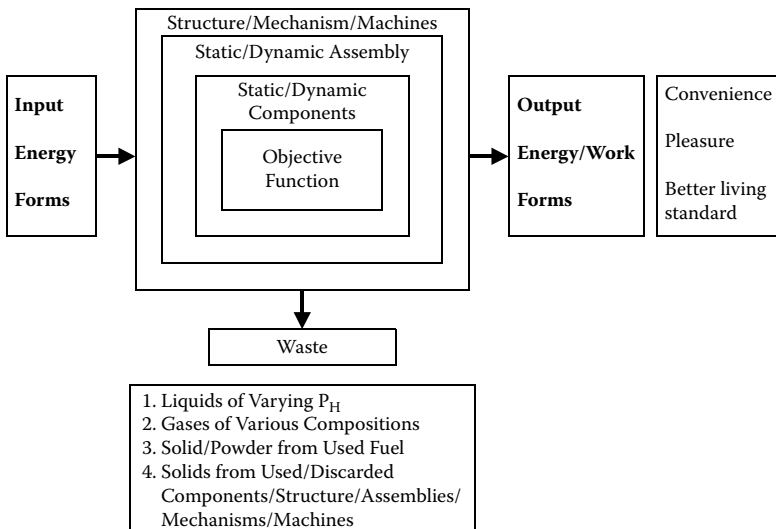 Structure/Mechanism/Machines
Static/Dynamic Assembly
Static/Dynamic
Components
Objective
Function
Input
Energy
Forms
Output
Energy/Work
Forms
Convenience
Pleasure
Better living
standard
Waste
1. Liquids of Varying P_H
2. Gases of Various Compositions
3. Solid/Powder from Used Fuel
4. Solids from Used/Discarded
Components/Structure/Assemblies/
Mechanisms/Machines